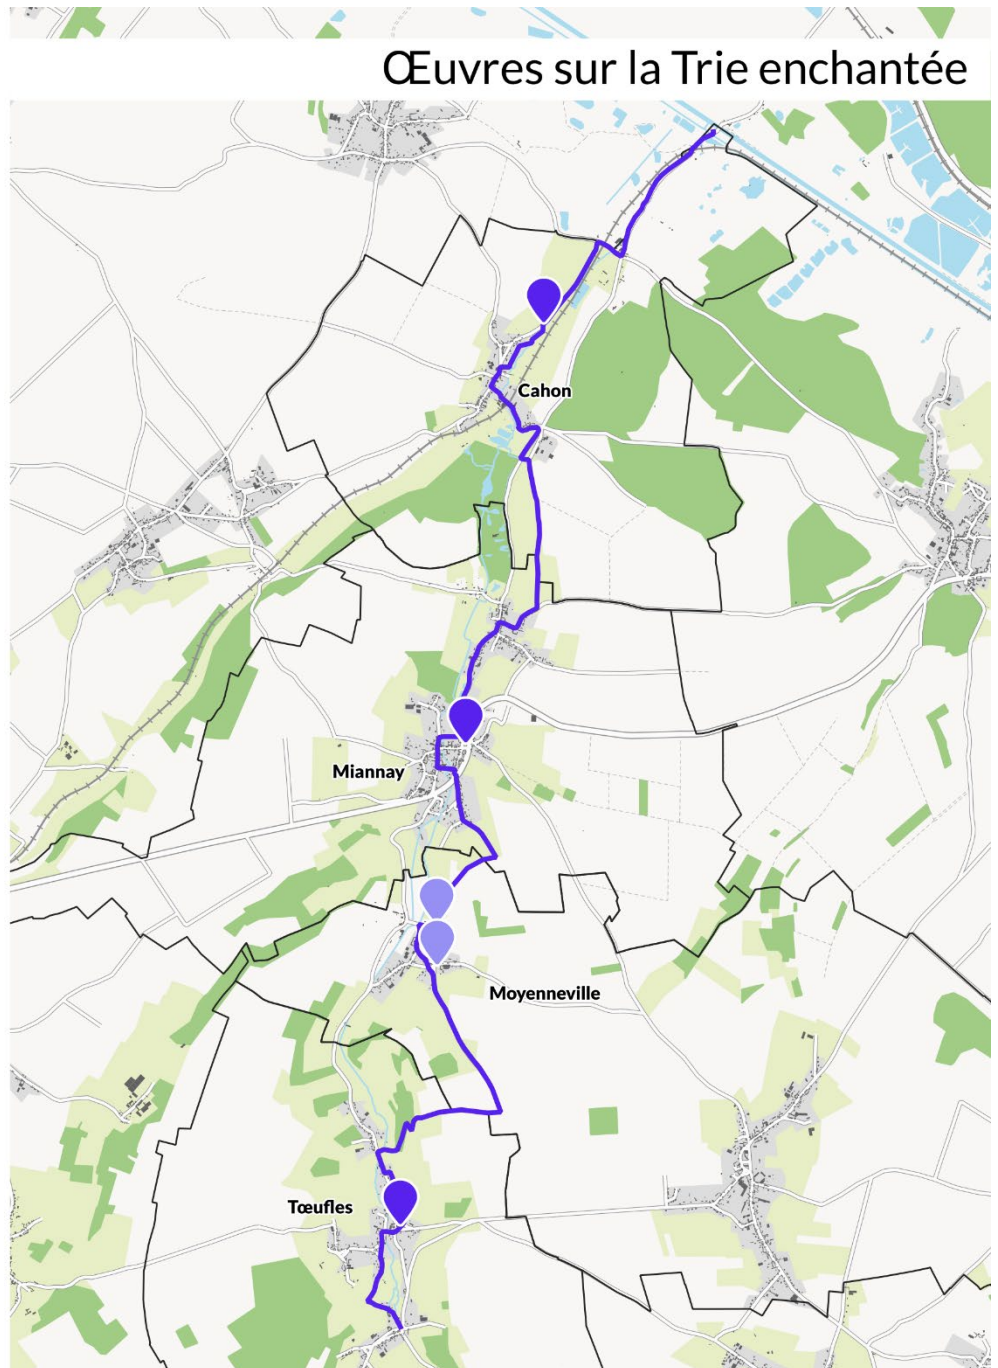 Œuvres sur la Trie enchantée
Cahon
Miannay
Moyenneville
Tœufles